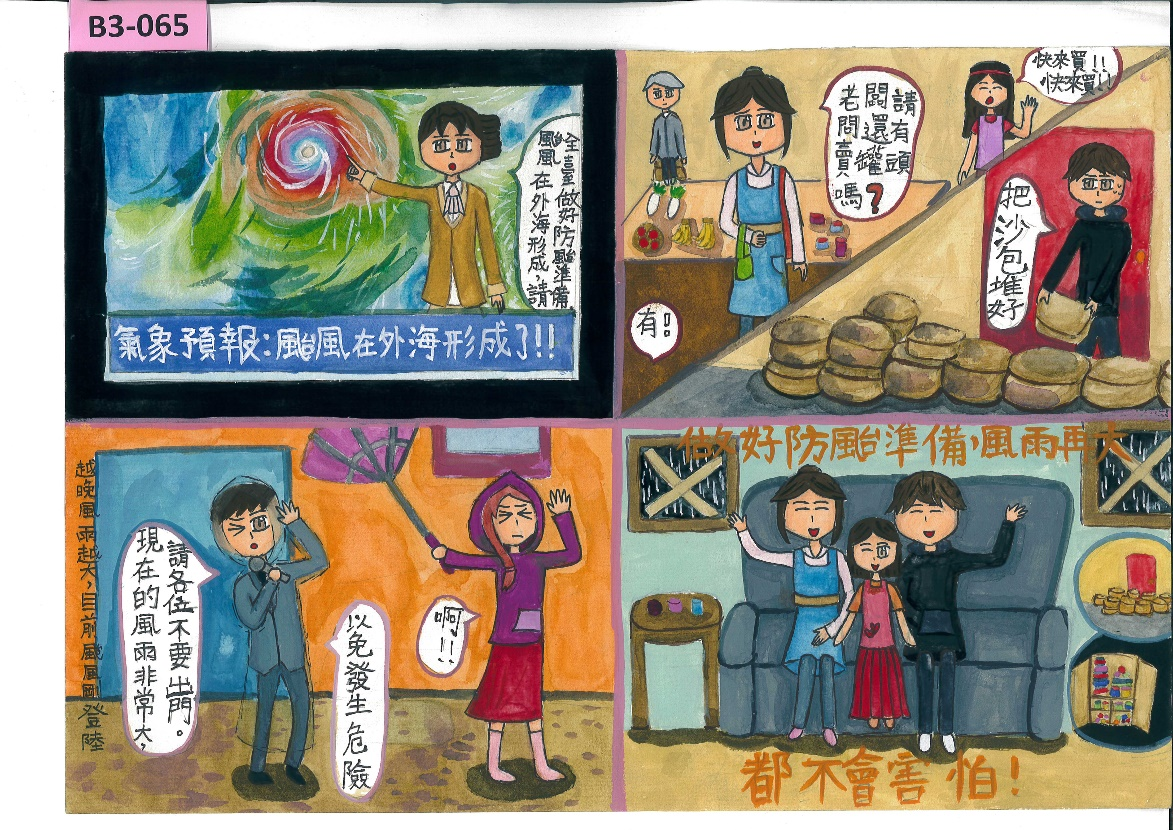 B3-065
颱風在外海形成,請
全臺做好防颱準備
氣象預報:颱風在外海形成了!!
老闆請
問還有
賣罐頭
嗎?
有!
快來買!!
快來買!!
把沙包堆好
越晚風雨越大,目前颱風剛登陸
現在的風雨非常大,
請各位不要出門。
以免發生危險
啊!!
做好防颱準備,風雨再大
都不會害怕!